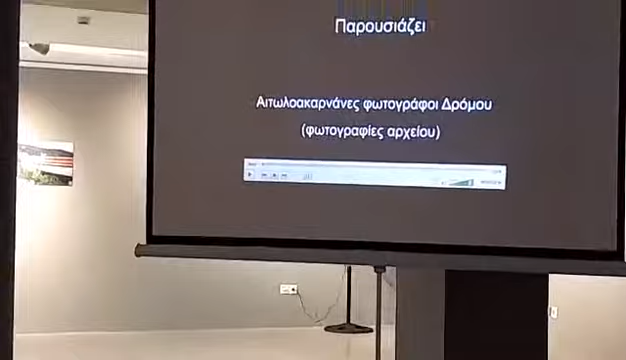 Παρουσιάζει
Αιτωλοακαρνάνες φωτογράφοι Δρόμου
(φωτογραφίες αρχείου)